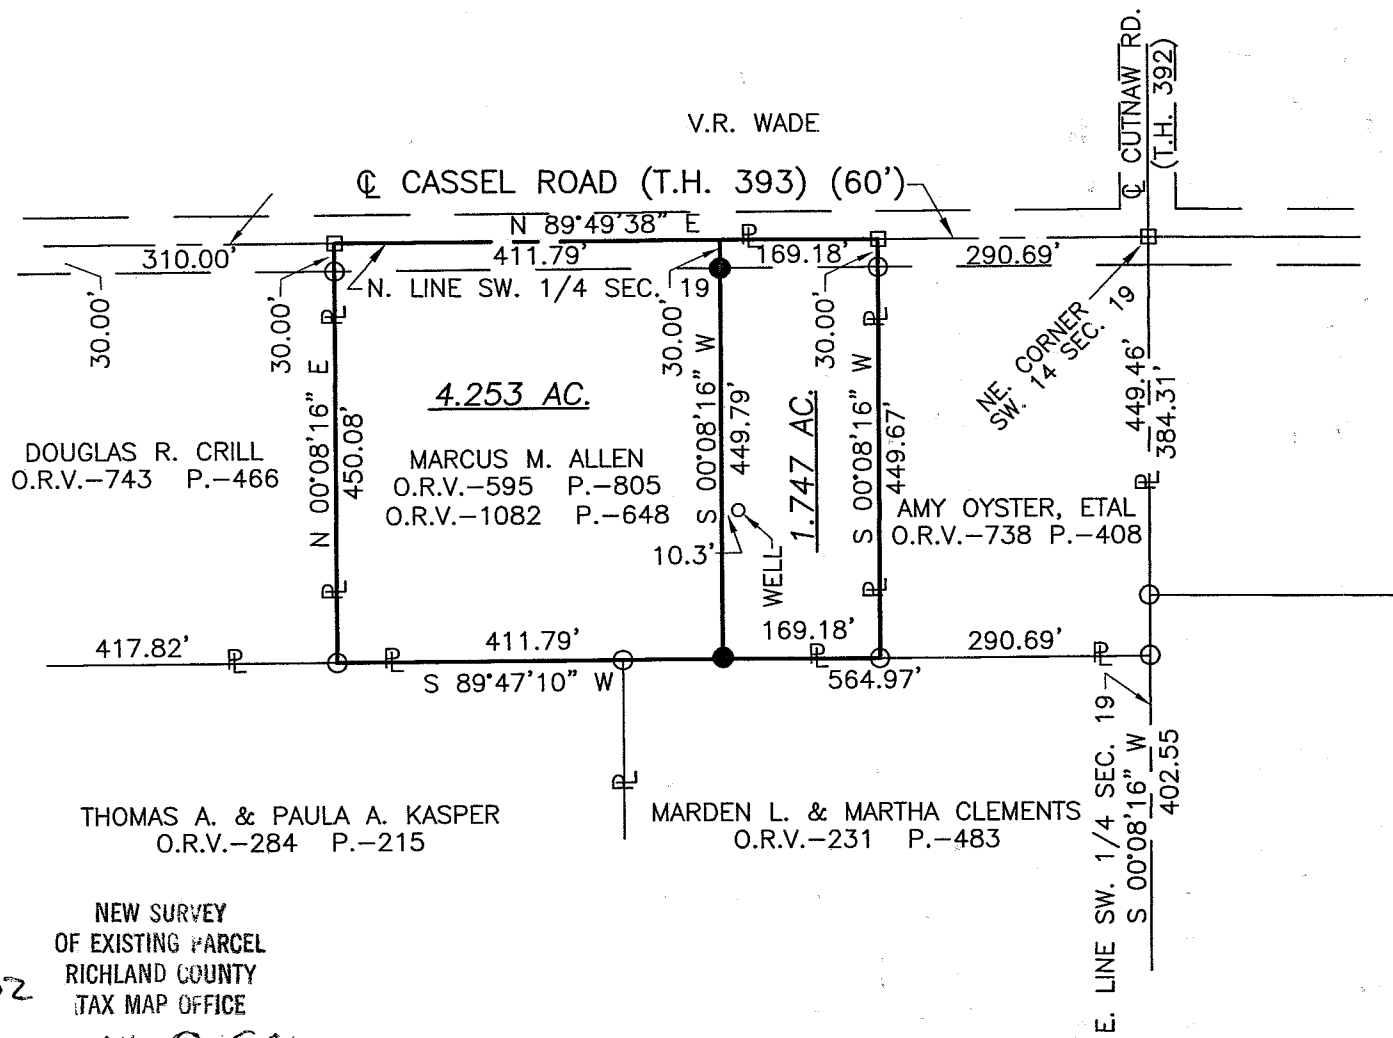 V.R. WADE
℄ CUTNAW RD.
(T.H. 392)
℄ CASSEL ROAD (T.H. 393) (60')
N 89°49'38" E
℄
310.00'
411.79'
169.18'
290.69'
N. LINE SW. 1/4 SEC. 19
30.00'
30.00'
30.00'
30.00'
NE. CORNER
SW. 14 SEC. 19
449.46'
384.31'
4.253 AC.
1.747 AC.
N 00°08'16" E
450.08'
S 00°08'16" W
449.79'
S 00°08'16" W
449.67'
DOUGLAS R. CRILL
O.R.V.-743 P.-466
MARCUS M. ALLEN
O.R.V.-595 P.-805
O.R.V.-1082 P.-648
AMY OYSTER, ETAL
O.R.V.-738 P.-408
10.3'
WELL
417.82'
411.79'
169.18'
290.69'
S 89°47'10" W
564.97'
E. LINE SW. 1/4 SEC. 19
S 00°08'16" W
402.55
THOMAS A. & PAULA A. KASPER
O.R.V.-284 P.-215
MARDEN L. & MARTHA CLEMENTS
O.R.V.-231 P.-483
NEW SURVEY
OF EXISTING PARCEL
RICHLAND COUNTY
TAX MAP OFFICE